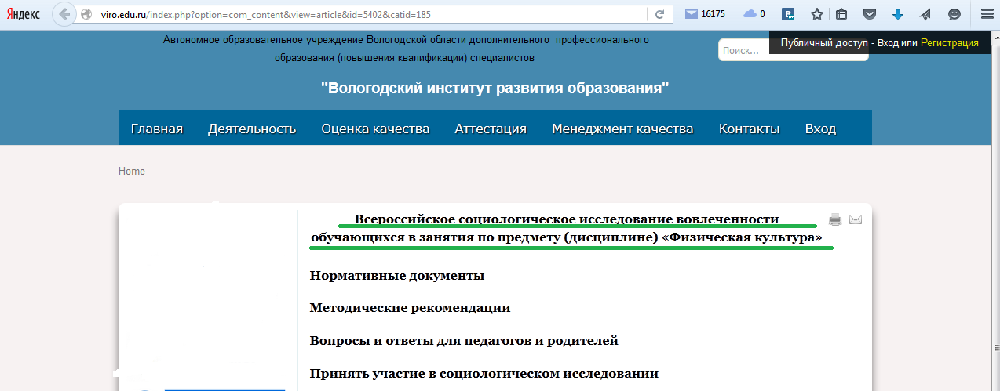 Яндекс
viro.edu.ru/index.php?option=com_content&view=article&id=5402&catid=185
16175
0
Автономное образовательное учреждение Вологодской области дополнительного профессионального
образования (повышения квалификации) специалистов
Поиск...
Публичный доступ - Вход или Регистрация
"Вологодский институт развития образования"
Главная Деятельность Оценка качества Аттестация Менеджмент качества Контакты Вход
Home
Всероссийское социологическое исследование вовлеченности
обучающихся в занятия по предмету (дисциплине) «Физическая культура»
Нормативные документы
Методические рекомендации
Вопросы и ответы для педагогов и родителей
Принять участие в социологическом исследовании